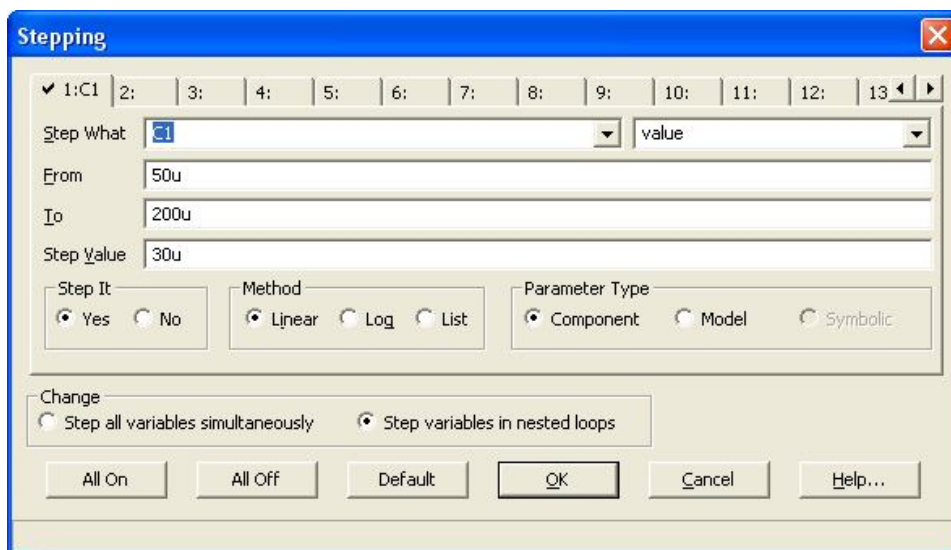 Stepping
1:C1 2: 3: 4: 5: 6: 7: 8: 9: 10: 11: 12: 13
Step What C1 value
From 50u
To 200u
Step Value 30u
Step It Method Parameter Type
Yes No Linear Log List Component Model Symbolic
Change
Step all variables simultaneously Step variables in nested loops
All On All Off Default OK Cancel Help...